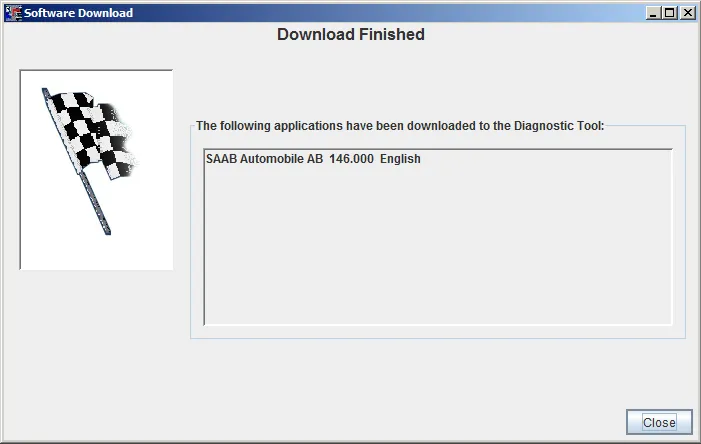 Software Download
Download Finished
The following applications have been downloaded to the Diagnostic Tool:
SAAB Automobile AB 146.000 English
Close